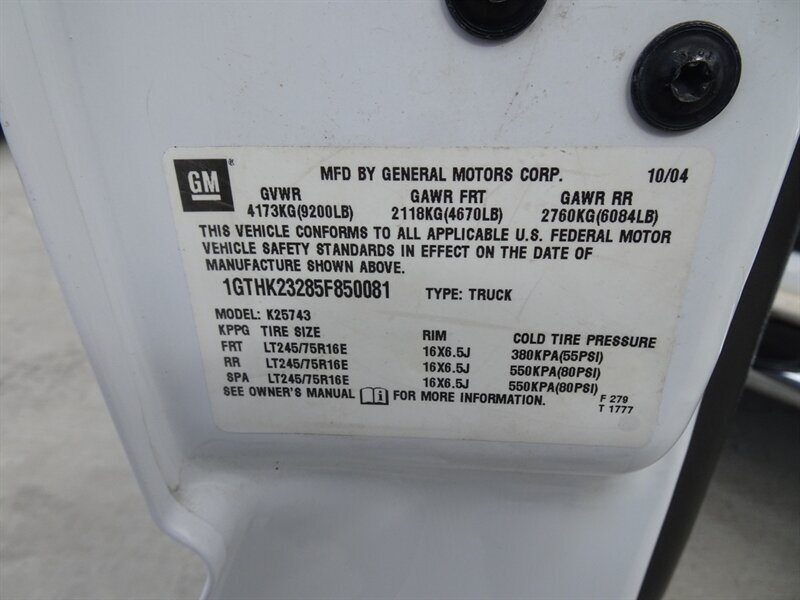 GM ® MFD BY GENERAL MOTORS CORP. 10/04
GVWR GAWR FRT GAWR RR
4173KG(9200LB) 2118KG(4670LB) 2760KG(6084LB)
THIS VEHICLE CONFORMS TO ALL APPLICABLE U.S. FEDERAL MOTOR
VEHICLE SAFETY STANDARDS IN EFFECT ON THE DATE OF
MANUFACTURE SHOWN ABOVE.
1GTHK23285F850081 TYPE: TRUCK
MODEL: K25743
KPPG TIRE SIZE RIM COLD TIRE PRESSURE
FRT LT245/75R16E 16X6.5J 380KPA(55PSI)
RR LT245/75R16E 16X6.5J 550KPA(80PSI)
SPA LT245/75R16E 16X6.5J 550KPA(80PSI)
SEE OWNER'S MANUAL FOR MORE INFORMATION. F 279
T 1777